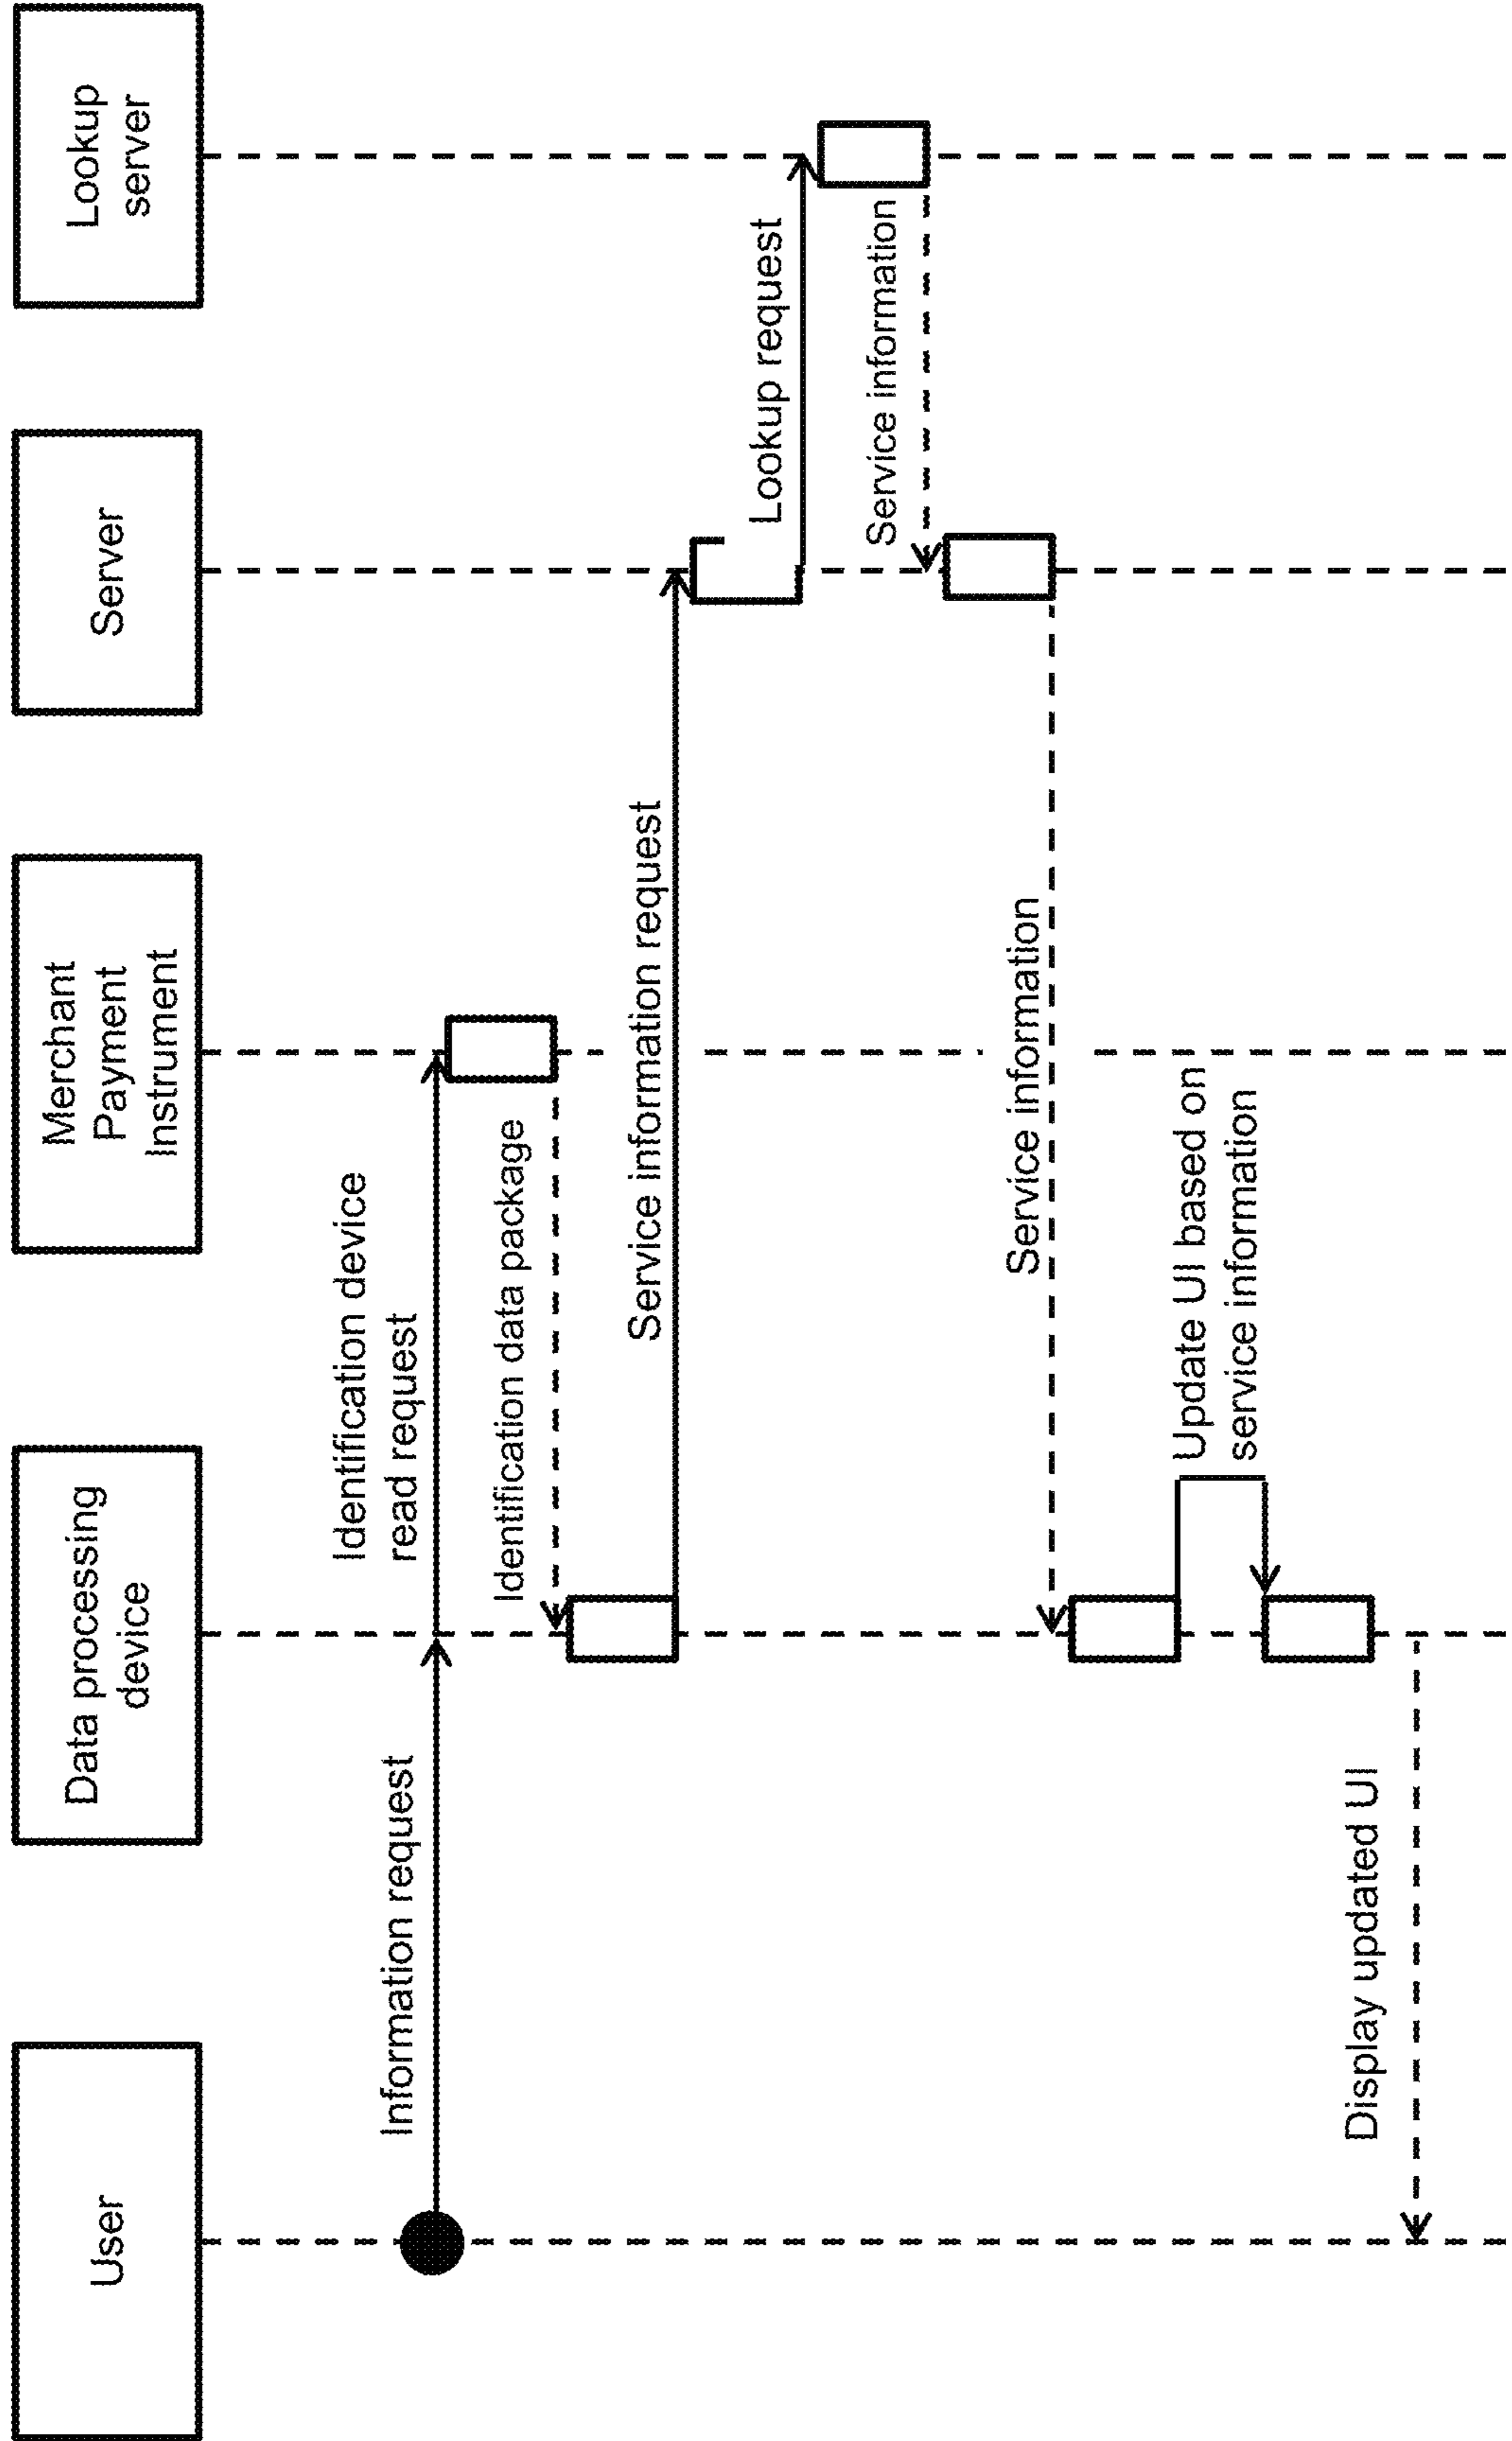 User
Data processing
device
Merchant
Payment
Instrument
Server
Lookup
server
Information request
Identification device
read request
Identification data package
Service information request
Lookup request
Service information
Service information
Update UI based on
service information
Display updated UI